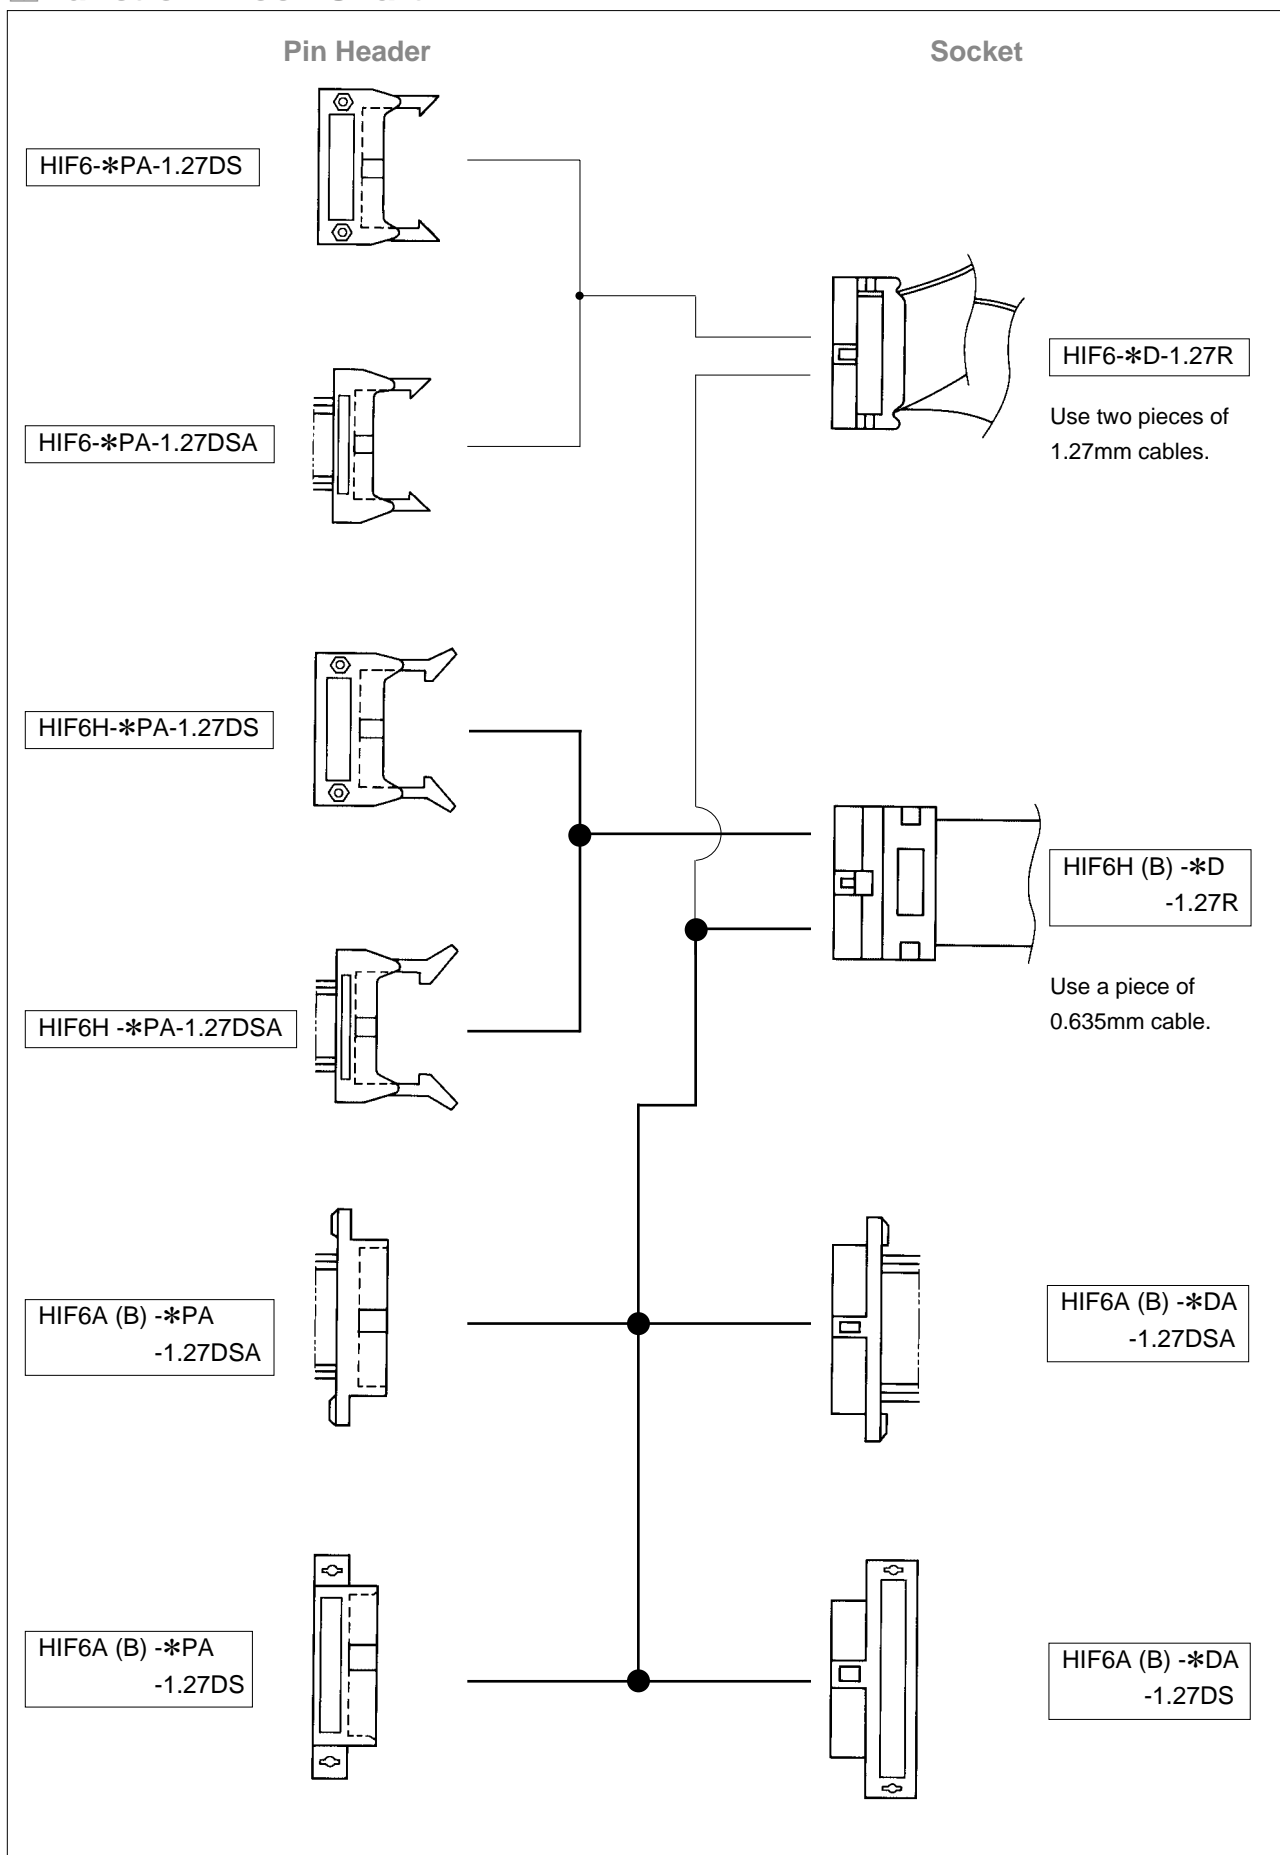 Pin Header
Socket
HIF6-*PA-1.27DS
HIF6-*D-1.27R
Use two pieces of
1.27mm cables.
HIF6-*PA-1.27DSA
HIF6H-*PA-1.27DS
HIF6H (B) -*D
-1.27R
Use a piece of
0.635mm cable.
HIF6H -*PA-1.27DSA
HIF6A (B) -*PA
-1.27DSA
HIF6A (B) -*DA
-1.27DSA
HIF6A (B) -*PA
-1.27DS
HIF6A (B) -*DA
-1.27DS